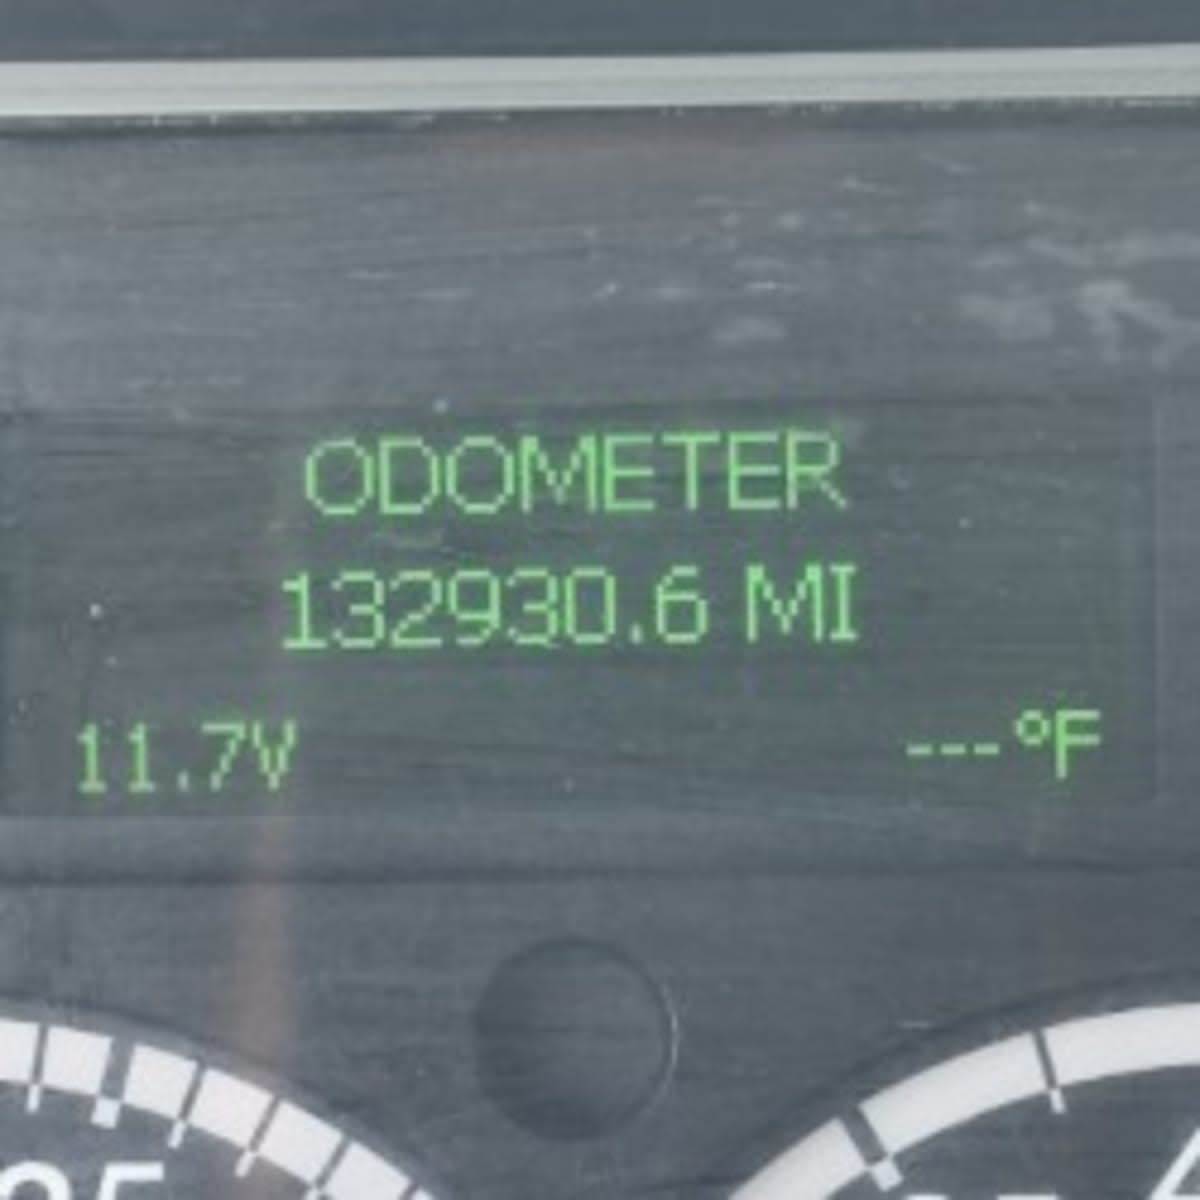 ODOMETER
132930.6 MI
11.7V
---°F